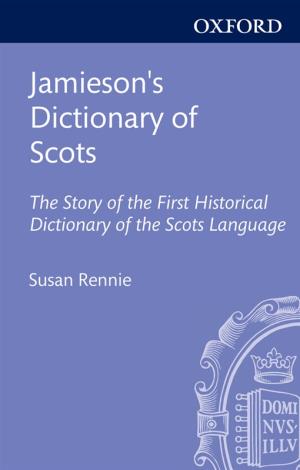 OXFORD
Jamieson's
Dictionary of
Scots
The Story of the First Historical
Dictionary of the Scots Language
Susan Rennie
DOMI
NVS·
ILLV